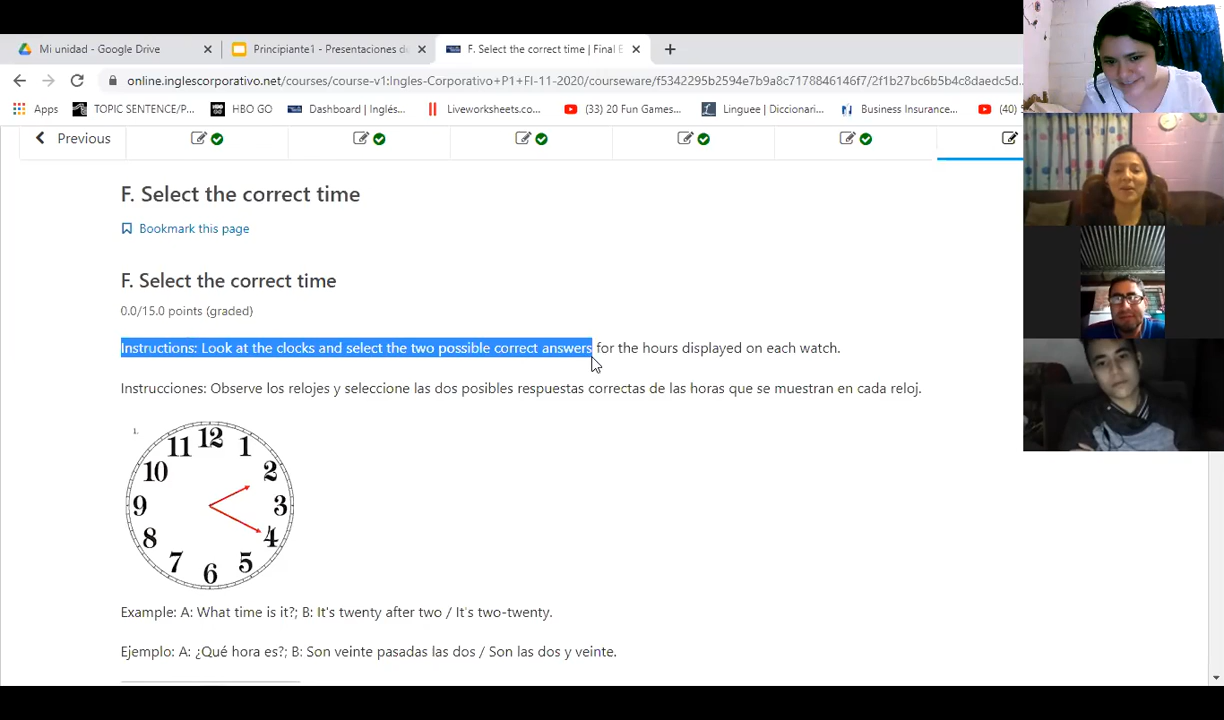 Mi unidad - Google Drive
Principiante1 - Presentaciones de
F. Select the correct time | Final E
online.inglescorporativo.net/courses/course-v1:Ingles-Corporativo+P1+FI-11-2020/courseware/f5342295b2594e7b9a8c7178846146f7/2f1b27bc6b5b4c8daedc5d...
Apps
TOPIC SENTENCE/P...
HBO GO
Dashboard | Inglés...
Liveworksheets.co...
(33) 20 Fun Games...
Linguee | Diccionari...
Business Insurance...
(40)
Previous
F. Select the correct time
Bookmark this page
F. Select the correct time
0.0/15.0 points (graded)
Instructions: Look at the clocks and select the two possible correct answers for the hours displayed on each watch.
Instrucciones: Observe los relojes y seleccione las dos posibles respuestas correctas de las horas que se muestran en cada reloj.
1.
12
11
1
10
2
9
3
8
4
7
5
6
Example: A: What time is it?; B: It's twenty after two / It's two-twenty.
Ejemplo: A: ¿Qué hora es?; B: Son veinte pasadas las dos / Son las dos y veinte.